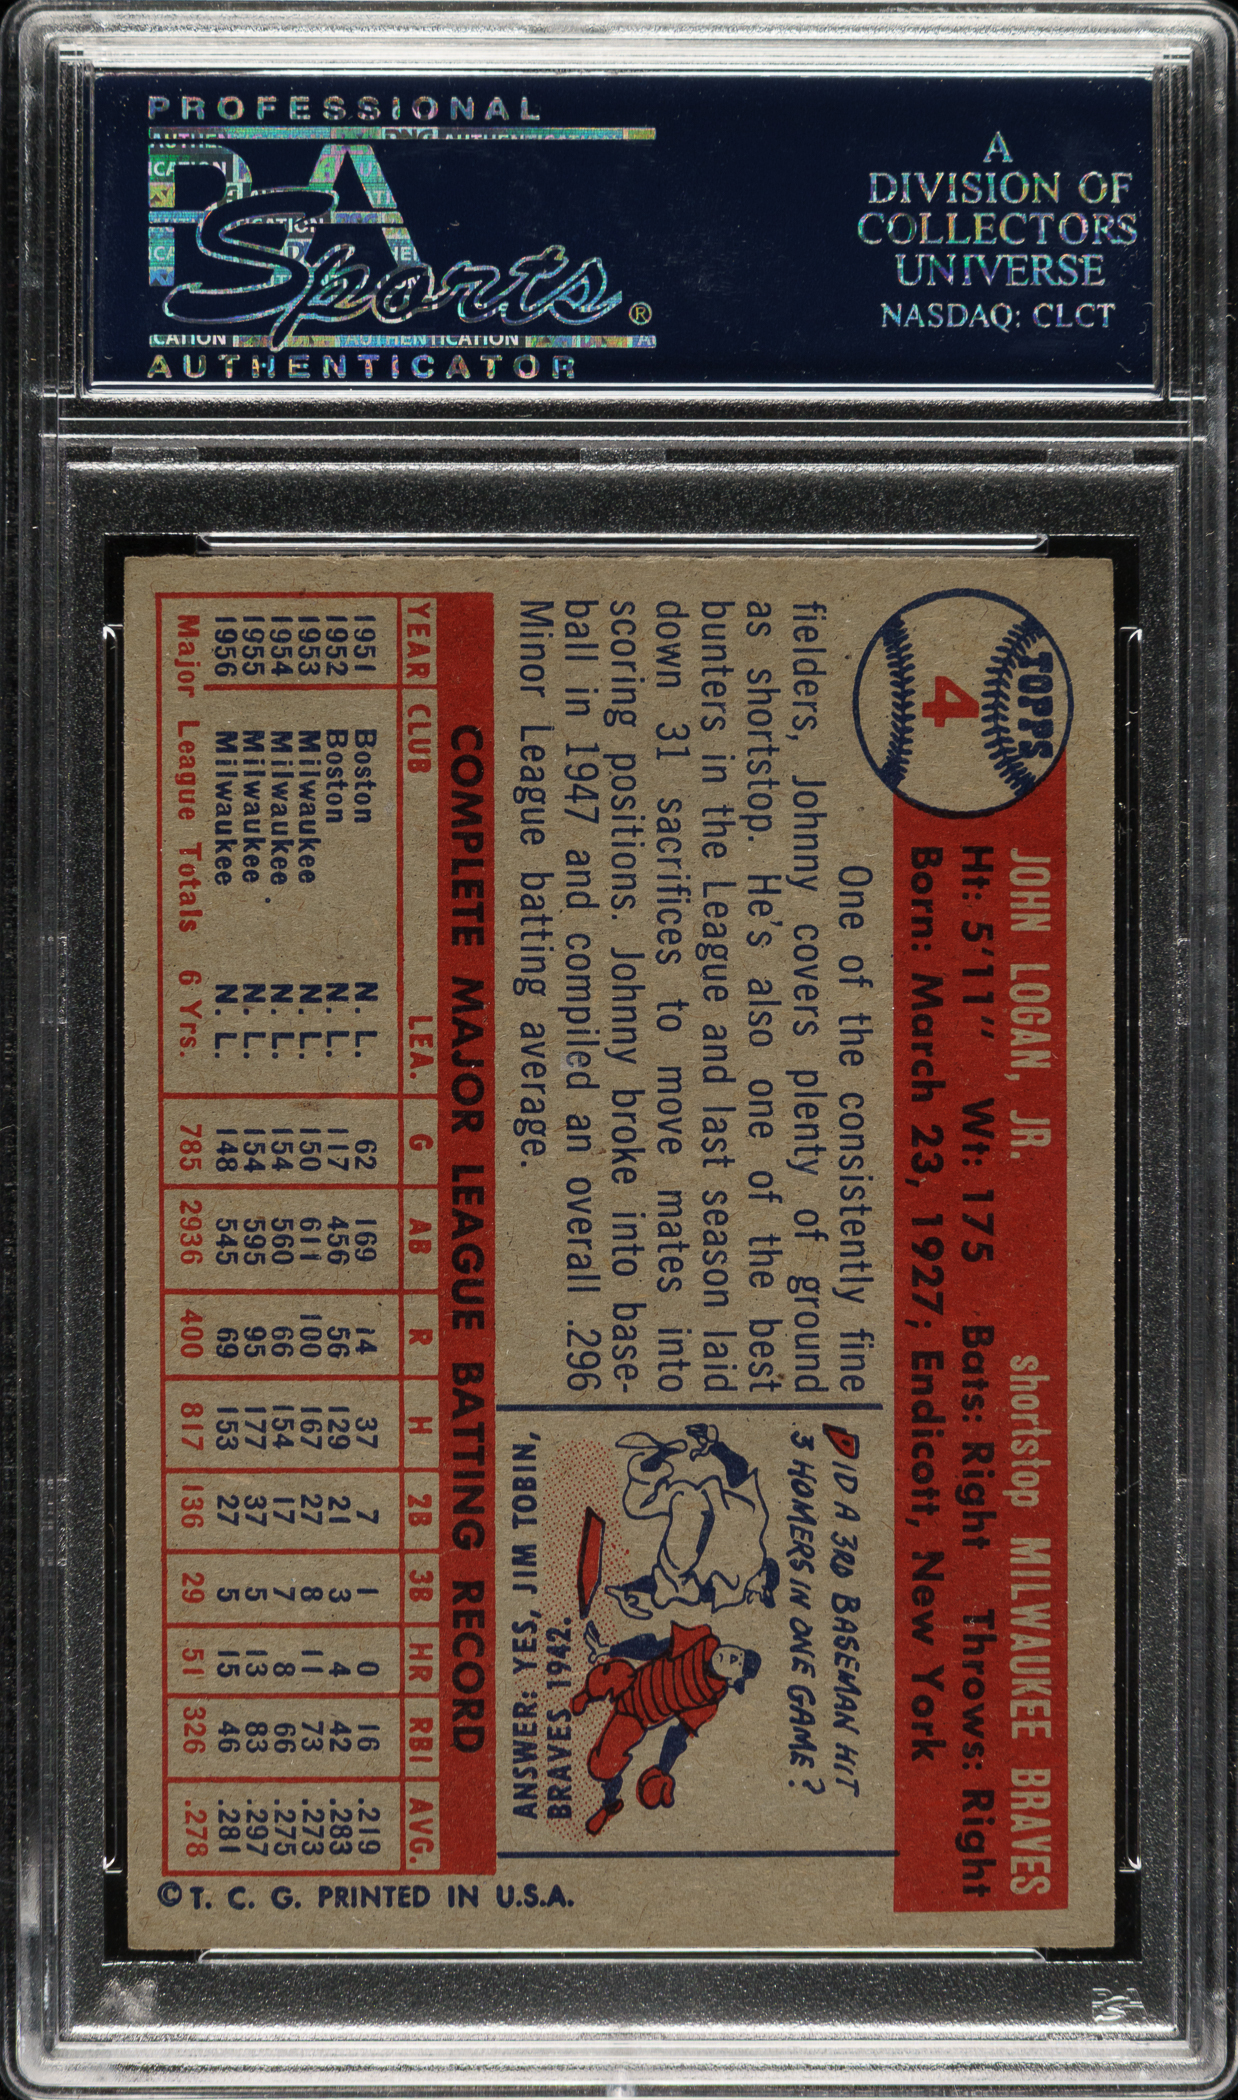 PROFESSIONAL
PSA
Sports®
AUTHENTICATOR
A
DIVISION OF
COLLECTORS
UNIVERSE
NASDAQ: CLCT
TOPPS
4
JOHN LOGAN, JR. shortstop MILWAUKEE BRAVES
Ht: 5'11" Wt: 175 Bats: Right Throws: Right
Born: March 23, 1927; Endicott, New York
One of the consistently fine
fielders, Johnny covers plenty of ground
as shortstop. He's also one of the best
bunters in the League and last season laid
down 31 sacrifices to move mates into
scoring positions. Johnny broke into base-
ball in 1947 and compiled an overall .296
Minor League batting average.
DID A 3RD BASEMAN HIT
3 HOMERS IN ONE GAME?
ANSWER: YES, JIM TOBIN,
BRAVES 1942.
COMPLETE MAJOR LEAGUE BATTING RECORD
YEAR CLUB LEA. G AB R H 2B 3B HR RBI AVG.
1951 Boston N. L. 62 169 14 37 7 1 0 16 .219
1952 Boston N. L. 117 456 56 129 21 3 4 42 .283
1953 Milwaukee N. L. 150 611 100 167 27 8 11 73 .273
1954 Milwaukee N. L. 154 560 66 154 17 7 8 66 .275
1955 Milwaukee N. L. 154 595 95 177 37 5 13 83 .297
1956 Milwaukee N. L. 148 545 69 153 27 5 15 46 .281
Major League Totals 6 Yrs. 785 2936 400 817 136 29 51 326 .278
© T. C. G. PRINTED IN U.S.A.
PSA